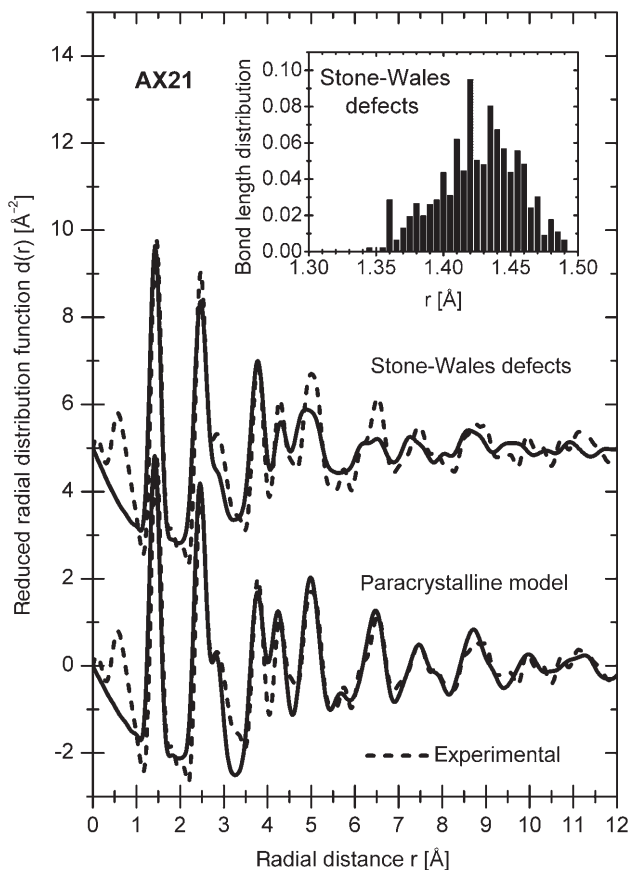 AX21
Stone-Wales
defects
Bond length distribution
0.10
0.08
0.06
0.04
0.02
0.00
1.30 1.35 1.40 1.45 1.50
r [Å]
Reduced radial distribution function d(r) [Å⁻²]
14
12
10
8
6
4
2
0
-2
Stone-Wales defects
Paracrystalline model
Experimental
0 1 2 3 4 5 6 7 8 9 10 11 12
Radial distance r [Å]